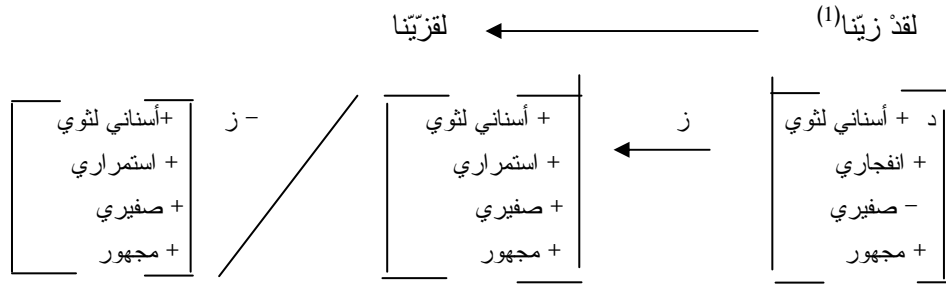 لقدْ زيّنا(1) لقزّيّنا
د + أسناني لثوي ز + أسناني لثوي – ز +أسناني لثوي
+ انفجاري + استمراري + استمراري
– صفيري + صفيري + صفيري
+ مجهور + مجهور + مجهور